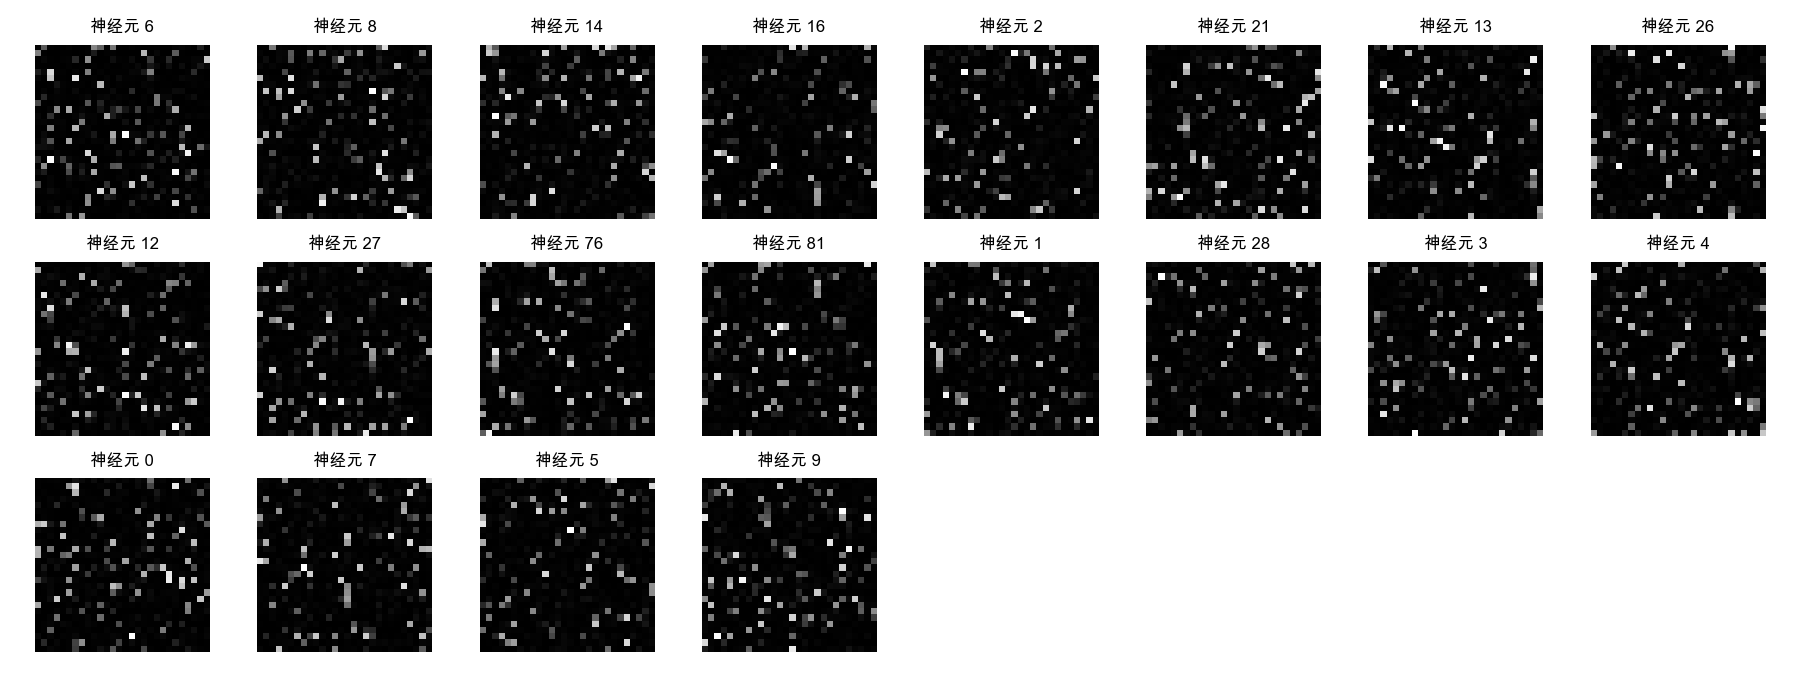 神经元 6
神经元 8
神经元 14
神经元 16
神经元 2
神经元 21
神经元 13
神经元 26
神经元 12
神经元 27
神经元 76
神经元 81
神经元 1
神经元 28
神经元 3
神经元 4
神经元 0
神经元 7
神经元 5
神经元 9